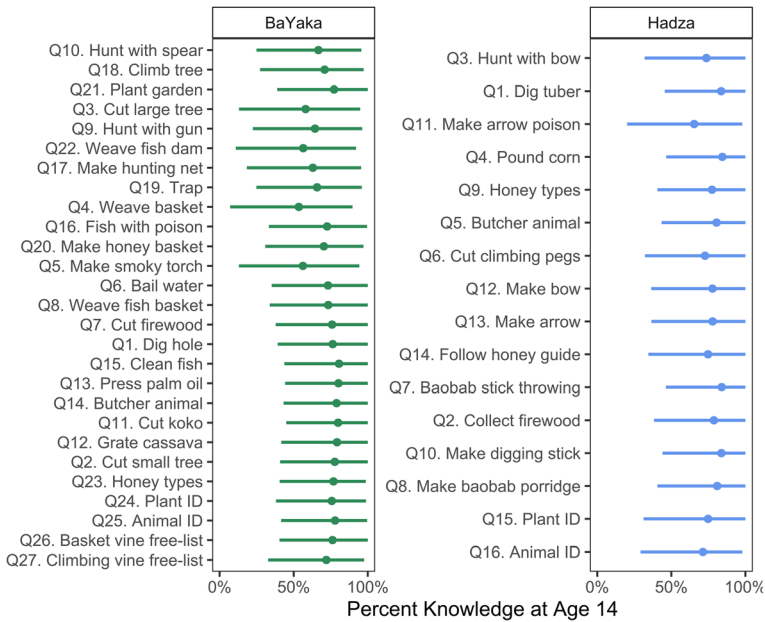 BaYaka
Q10. Hunt with spear
Q18. Climb tree
Q21. Plant garden
Q3. Cut large tree
Q9. Hunt with gun
Q22. Weave fish dam
Q17. Make hunting net
Q19. Trap
Q4. Weave basket
Q16. Fish with poison
Q20. Make honey basket
Q5. Make smoky torch
Q6. Bail water
Q8. Weave fish basket
Q7. Cut firewood
Q1. Dig hole
Q15. Clean fish
Q13. Press palm oil
Q14. Butcher animal
Q11. Cut koko
Q12. Grate cassava
Q2. Cut small tree
Q23. Honey types
Q24. Plant ID
Q25. Animal ID
Q26. Basket vine free-list
Q27. Climbing vine free-list
0% 50% 100%
Hadza
Q3. Hunt with bow
Q1. Dig tuber
Q11. Make arrow poison
Q4. Pound corn
Q9. Honey types
Q5. Butcher animal
Q6. Cut climbing pegs
Q12. Make bow
Q13. Make arrow
Q14. Follow honey guide
Q7. Baobab stick throwing
Q2. Collect firewood
Q10. Make digging stick
Q8. Make baobab porridge
Q15. Plant ID
Q16. Animal ID
0% 50% 100%
Percent Knowledge at Age 14